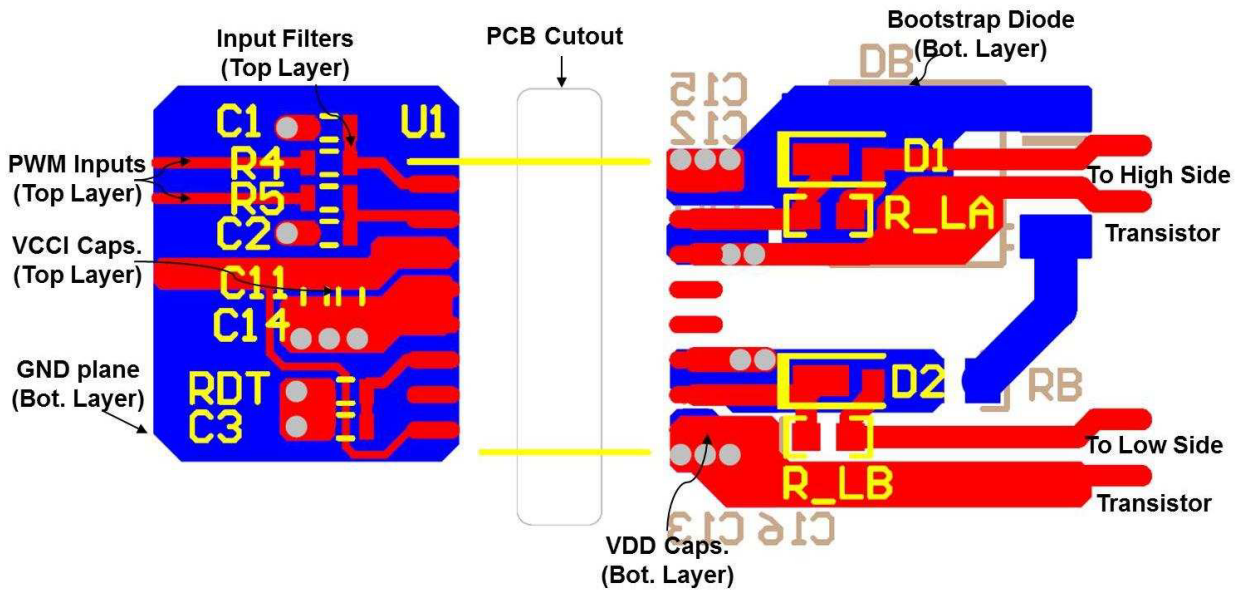 Input Filters
(Top Layer)
PCB Cutout
Bootstrap Diode
(Bot. Layer)
DB
C15
C12
C1
U1
PWM Inputs
(Top Layer)
R4
R5
C2
D1
To High Side
R_LA
Transistor
VCCI Caps.
(Top Layer)
C11
C14
GND plane
(Bot. Layer)
RDT
C3
D2
RB
To Low Side
R_LB
Transistor
C13 C16
VDD Caps.
(Bot. Layer)